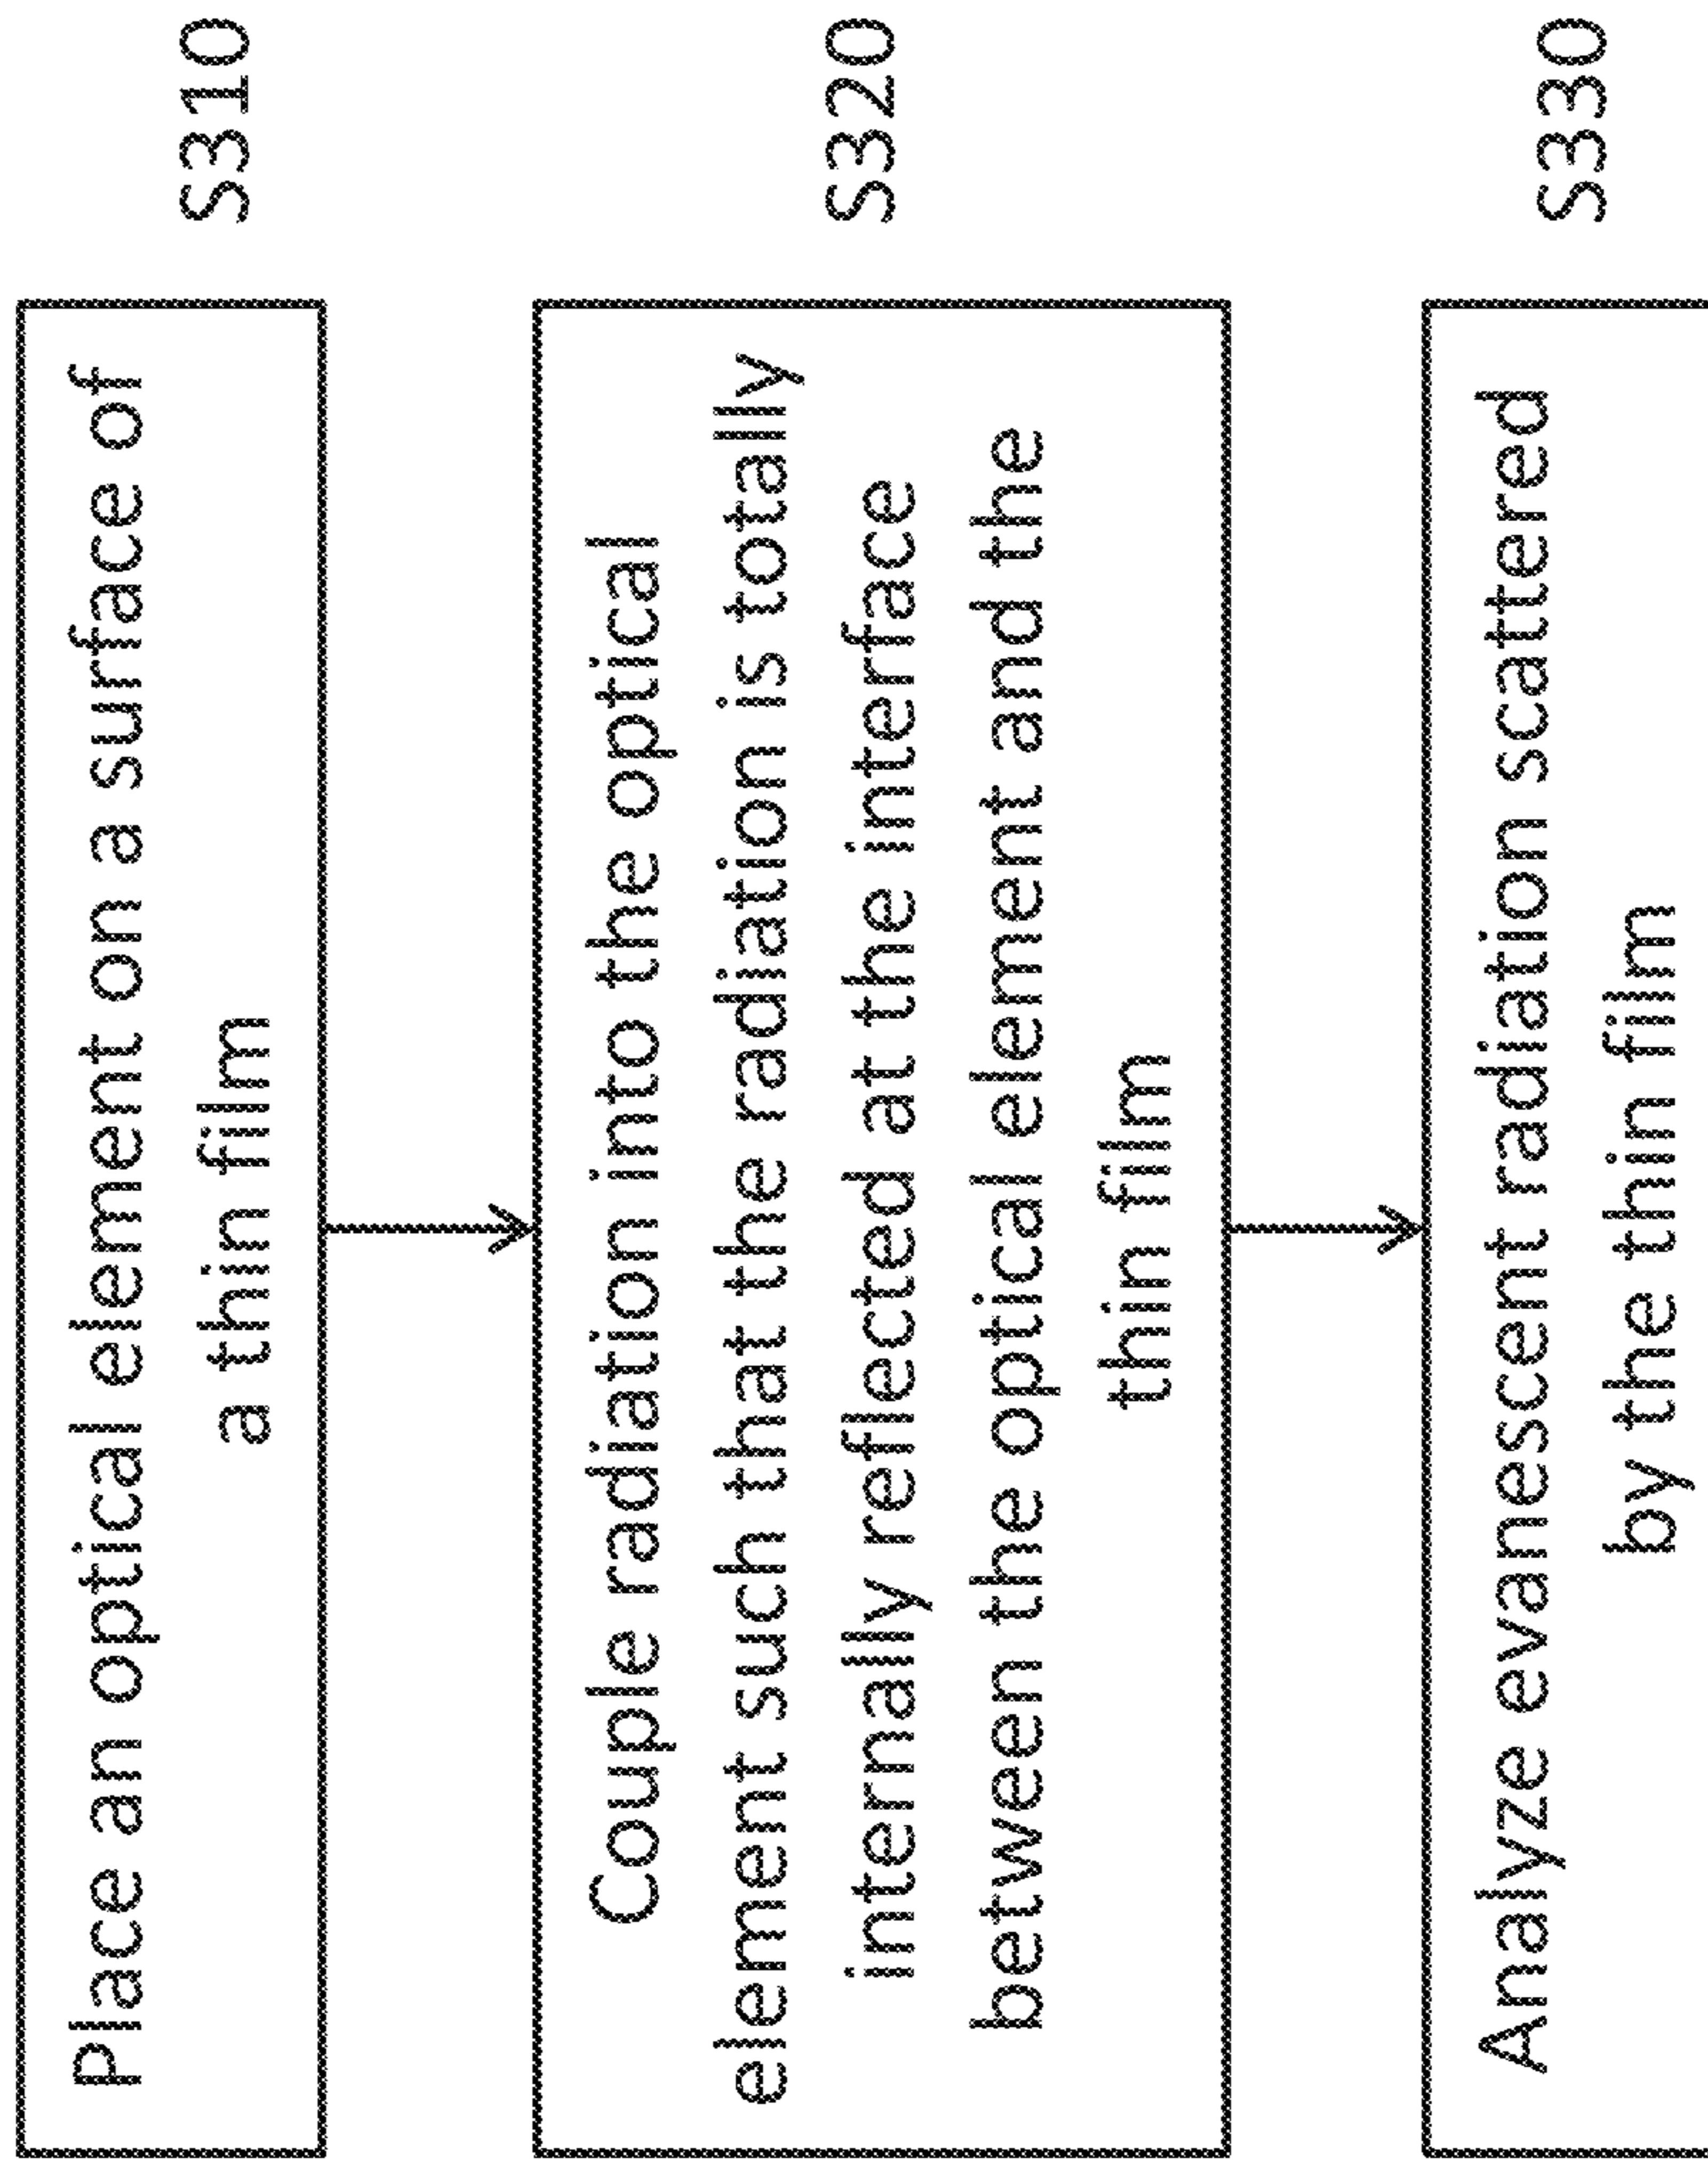 Place an optical element on a surface of
a thin film
S310
Couple radiation into the optical
element such that the radiation is totally
internally reflected at the interface
between the optical element and the
thin film
S320
Analyze evanescent radiation scattered
by the thin film
S330